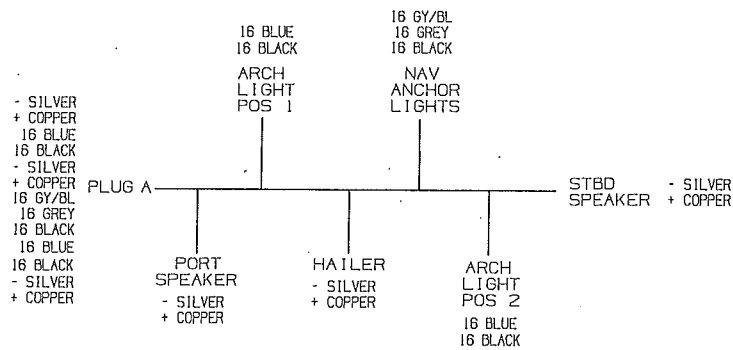 16 BLUE
16 BLACK
ARCH
LIGHT
POS 1
16 GY/BL
16 GREY
16 BLACK
NAV
ANCHOR
LIGHTS
- SILVER
+ COPPER
16 BLUE
16 BLACK
- SILVER
+ COPPER
16 GY/BL
16 GREY
16 BLACK
16 BLUE
16 BLACK
- SILVER
+ COPPER
PLUG A
STBD
SPEAKER
- SILVER
+ COPPER
PORT
SPEAKER
- SILVER
+ COPPER
HAILER
- SILVER
+ COPPER
ARCH
LIGHT
POS 2
16 BLUE
16 BLACK